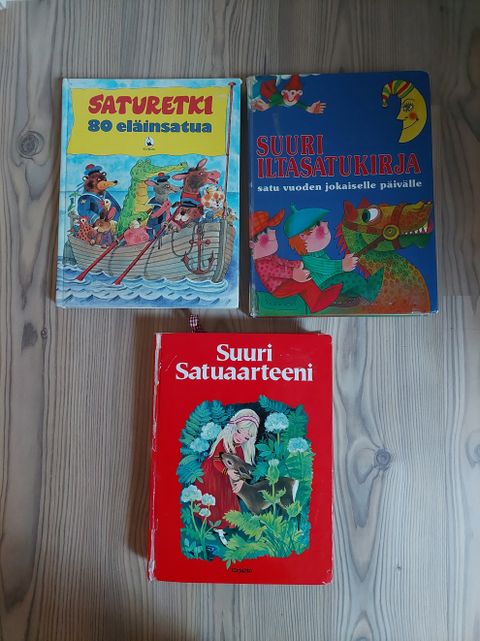 SATURETKI
80 eläinsatua
SUURI
ILTASATUKIRJA
satu vuoden jokaiselle päivälle
Suuri
Satuaarteeni